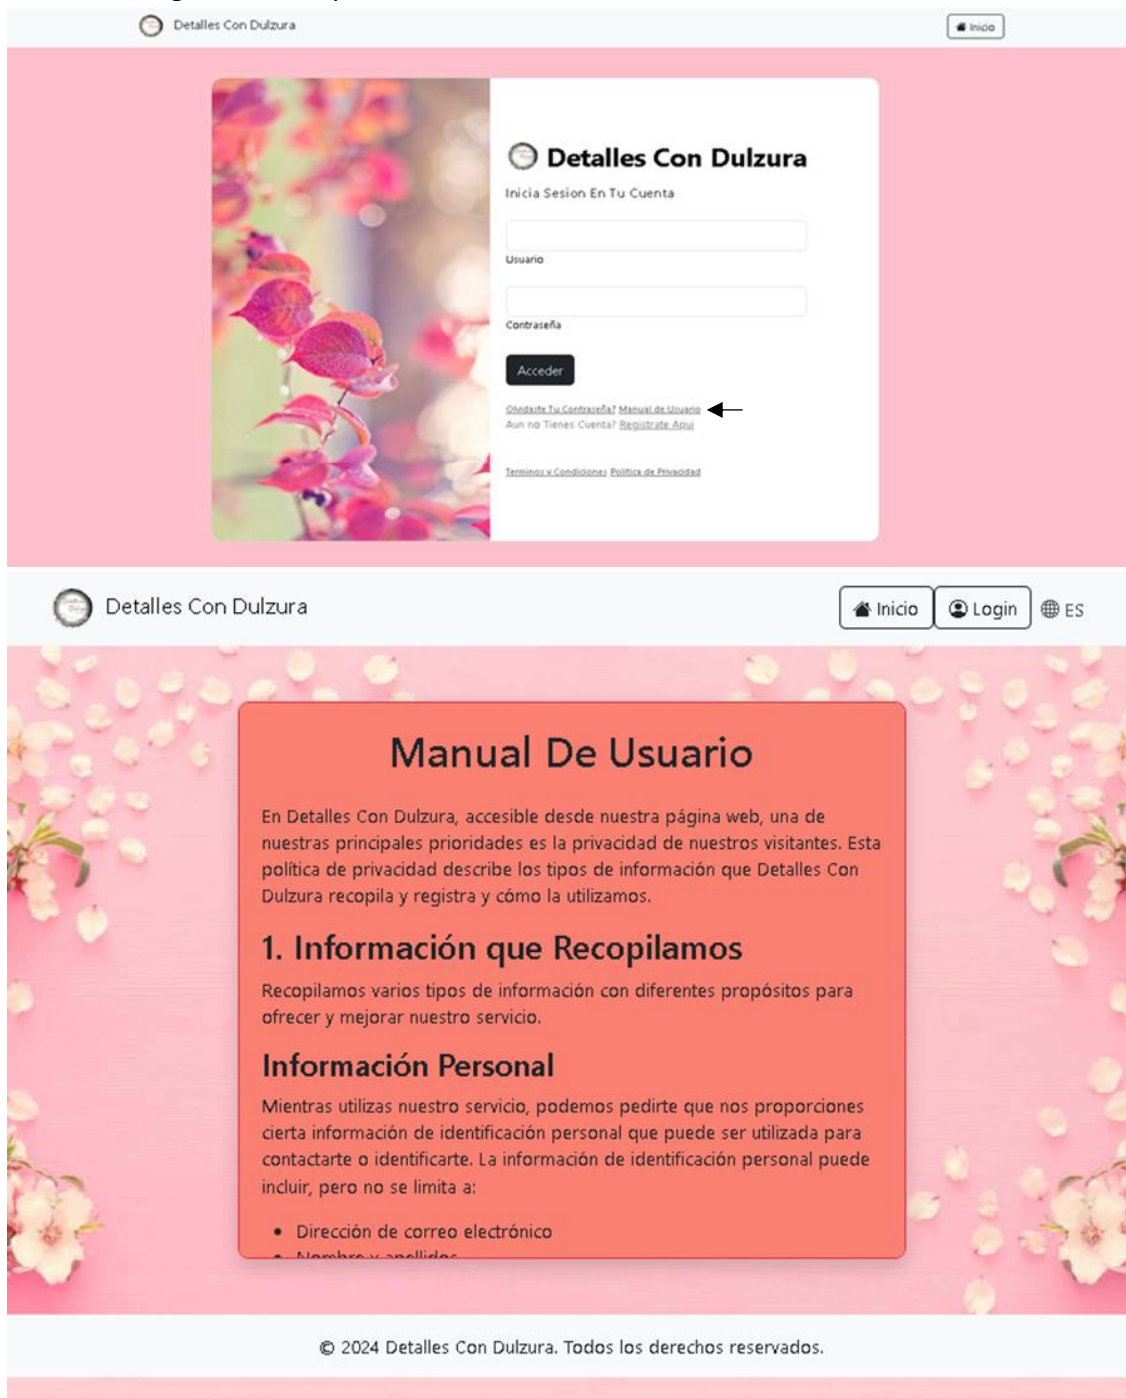 Detalles Con Dulzura
Inicio
Detalles Con Dulzura
Inicia Sesion En Tu Cuenta
Usuario
Contraseña
Acceder
Olvidaste Tu Contraseña? Manual de Usuario
Aun no Tienes Cuenta? Registrate Aqui
Terminos y Condiciones Política de Privacidad
Detalles Con Dulzura
Inicio
Login
ES
Manual De Usuario
En Detalles Con Dulzura, accesible desde nuestra página web, una de
nuestras principales prioridades es la privacidad de nuestros visitantes. Esta
política de privacidad describe los tipos de información que Detalles Con
Dulzura recopila y registra y cómo la utilizamos.
1. Información que Recopilamos
Recopilamos varios tipos de información con diferentes propósitos para
ofrecer y mejorar nuestro servicio.
Información Personal
Mientras utilizas nuestro servicio, podemos pedirte que nos proporciones
cierta información de identificación personal que puede ser utilizada para
contactarte o identificarte. La información de identificación personal puede
incluir, pero no se limita a:
• Dirección de correo electrónico
• Nombre y apellidos
© 2024 Detalles Con Dulzura. Todos los derechos reservados.